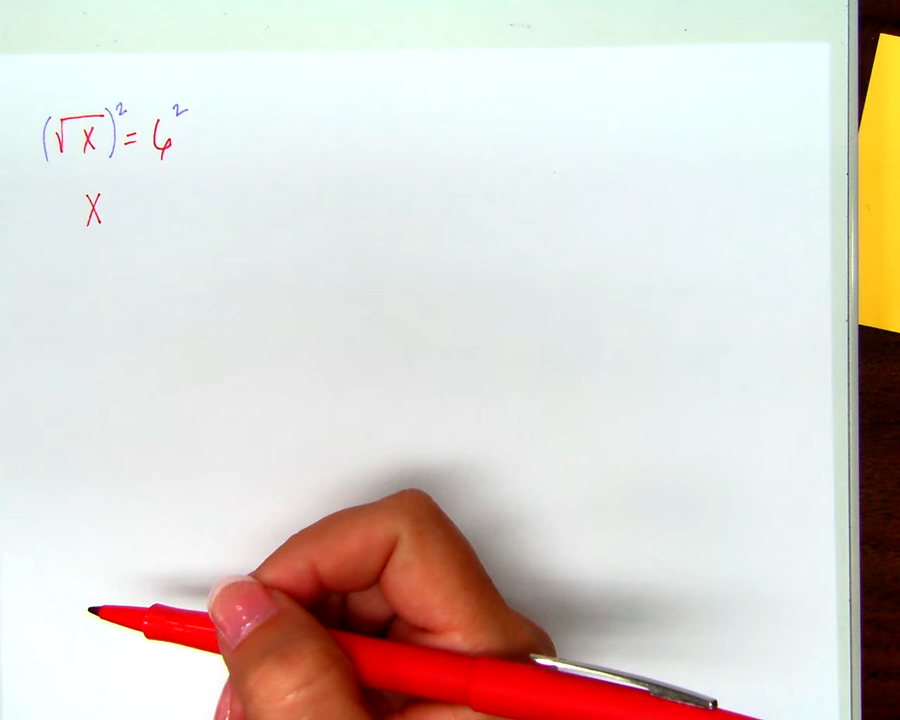 (√x)² = 6²
x